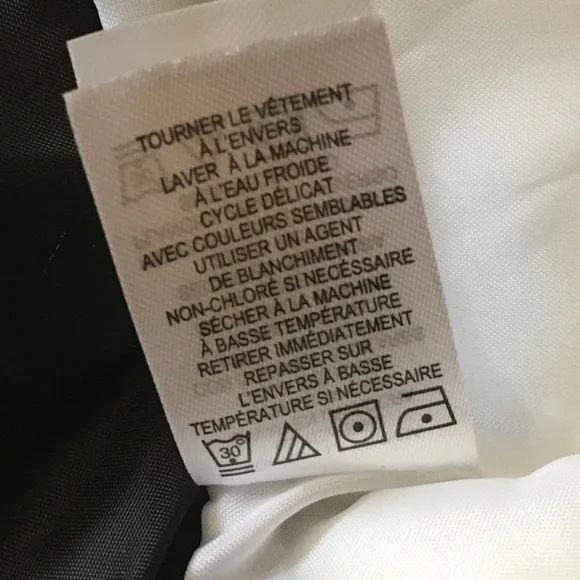 TOURNER LE VÊTEMENT
À L'ENVERS
LAVER À LA MACHINE
À L'EAU FROIDE
CYCLE DÉLICAT
AVEC COULEURS SEMBLABLES
UTILISER UN AGENT
DE BLANCHIMENT
NON-CHLORÉ SI NECÉSSAIRE
SÉCHER À LA MACHINE
À BASSE TEMPÉRATURE
RETIRER IMMÉDIATEMENT
REPASSER SUR
L'ENVERS À BASSE
TEMPÉRATURE SI NÉCESSAIRE
30°